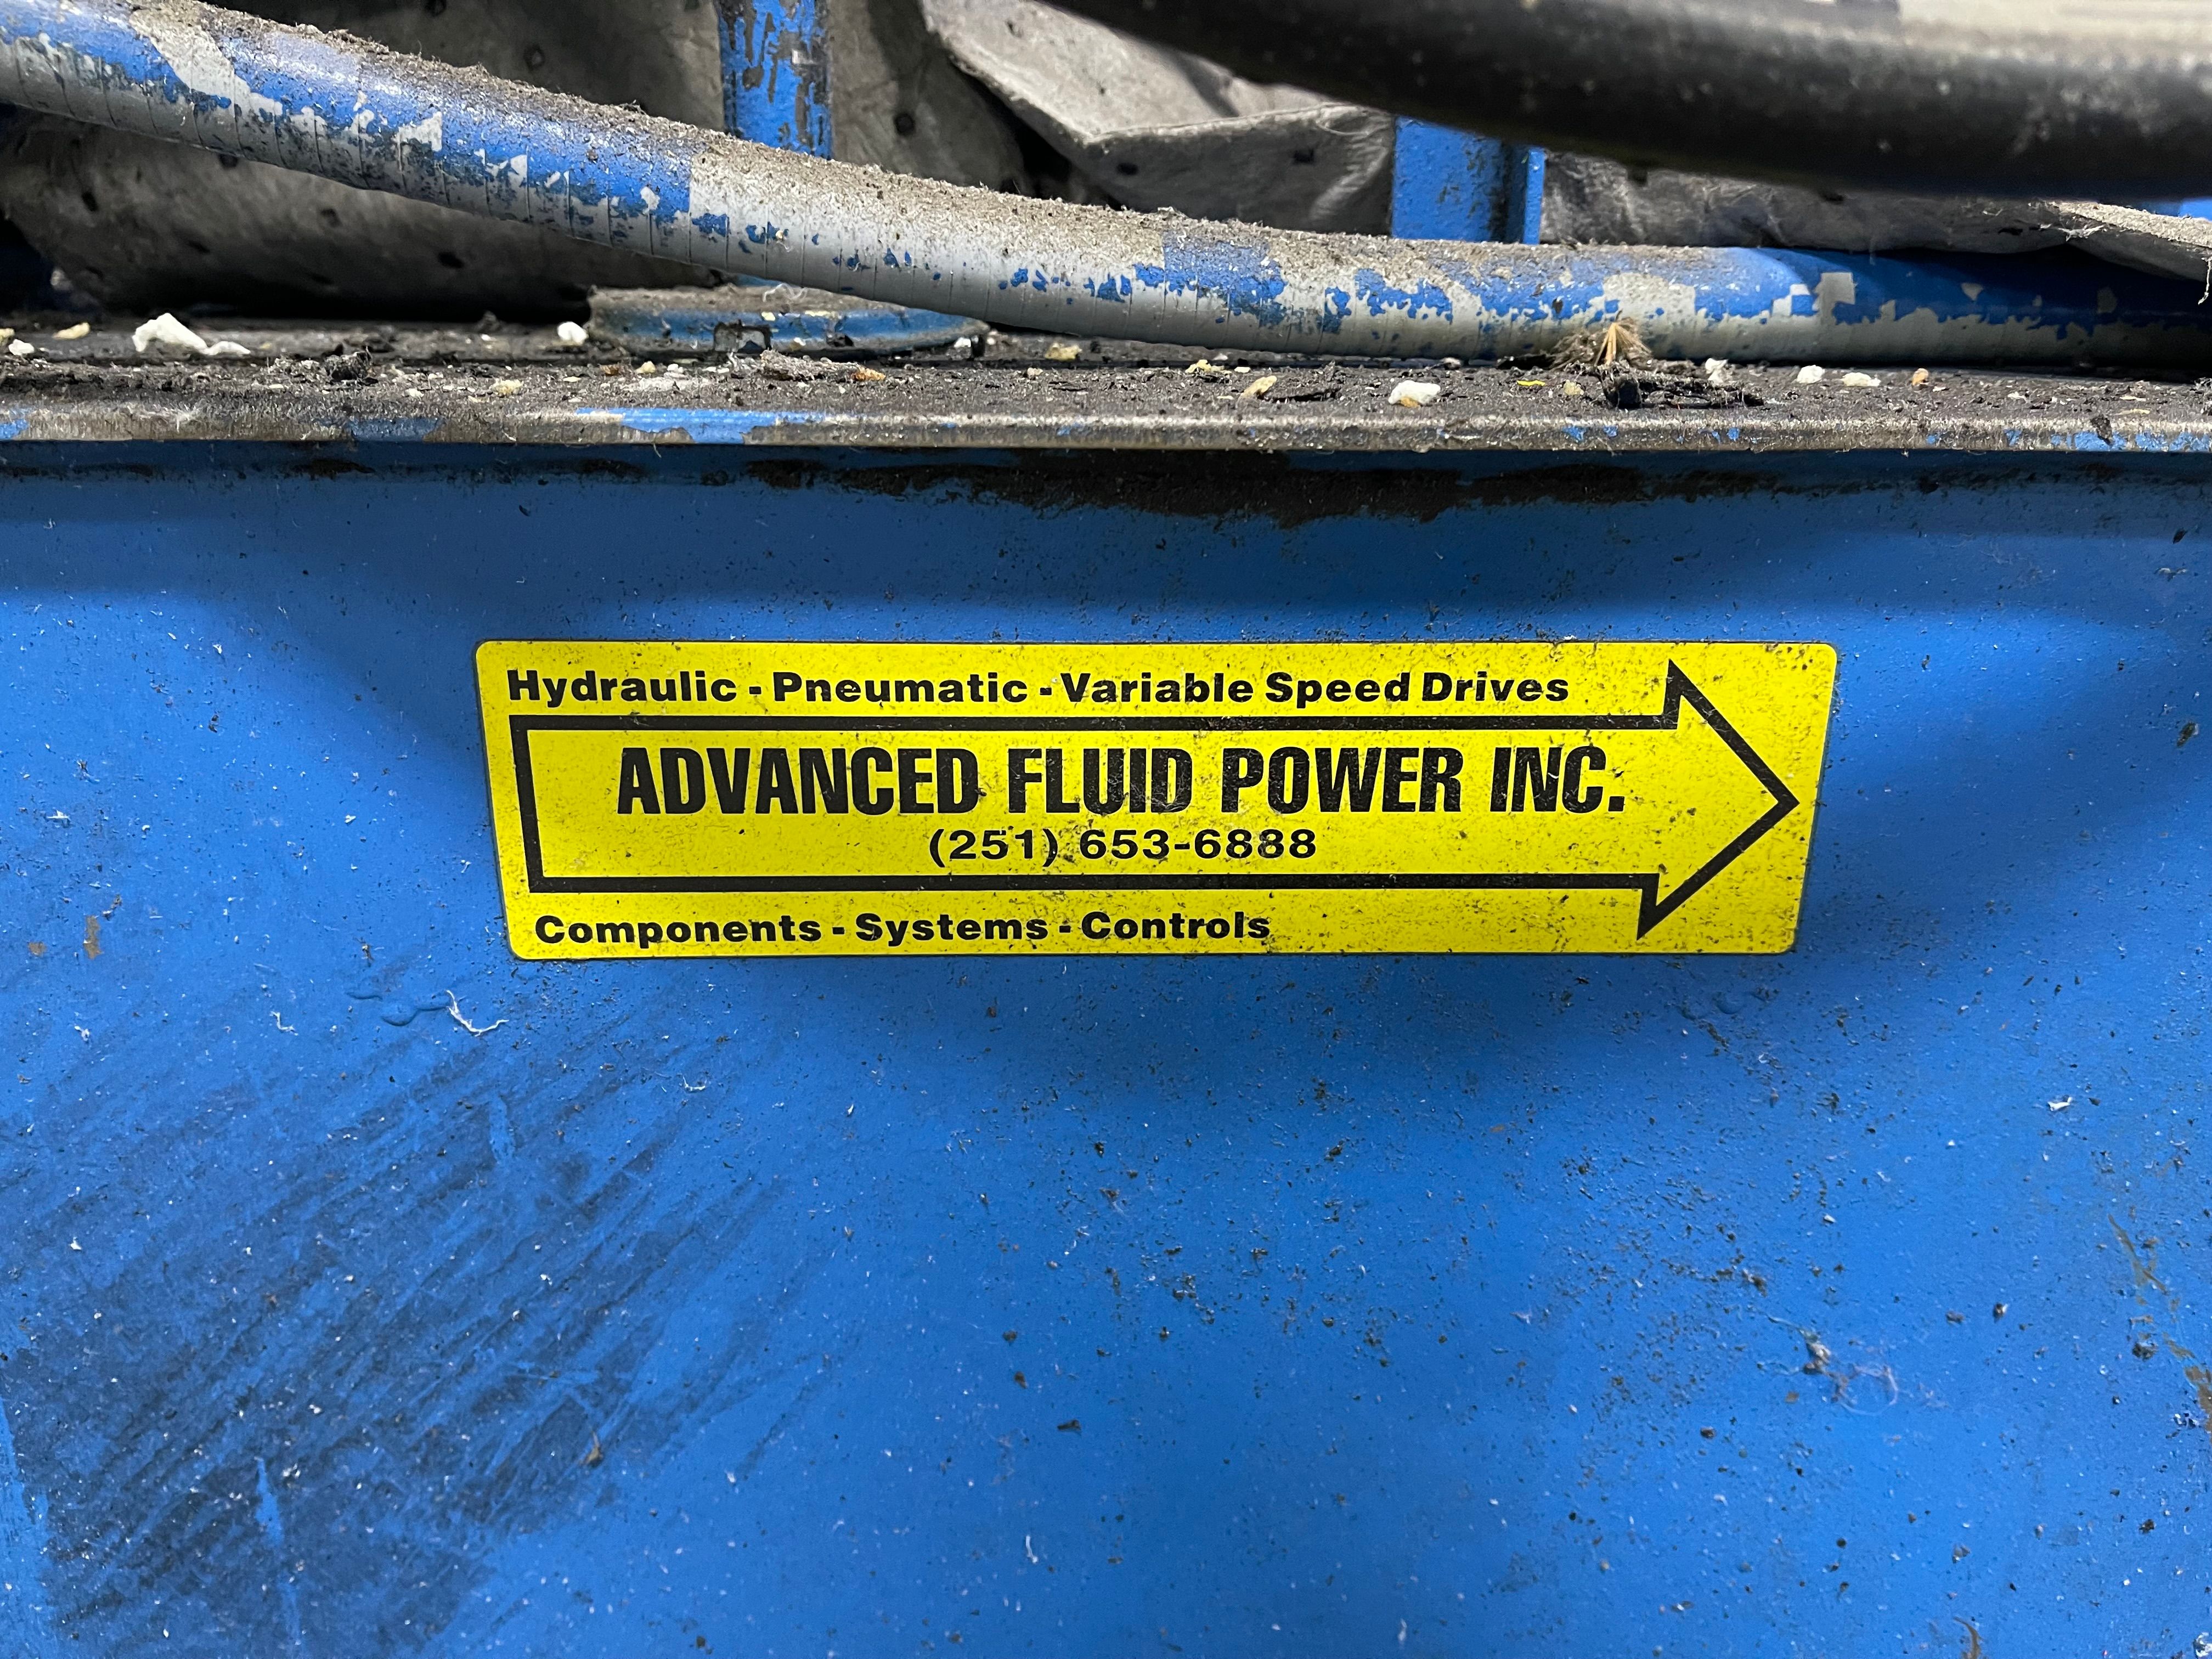 Hydraulic - Pneumatic - Variable Speed Drives
ADVANCED FLUID POWER INC.
(251) 653-6888
Components - Systems - Controls